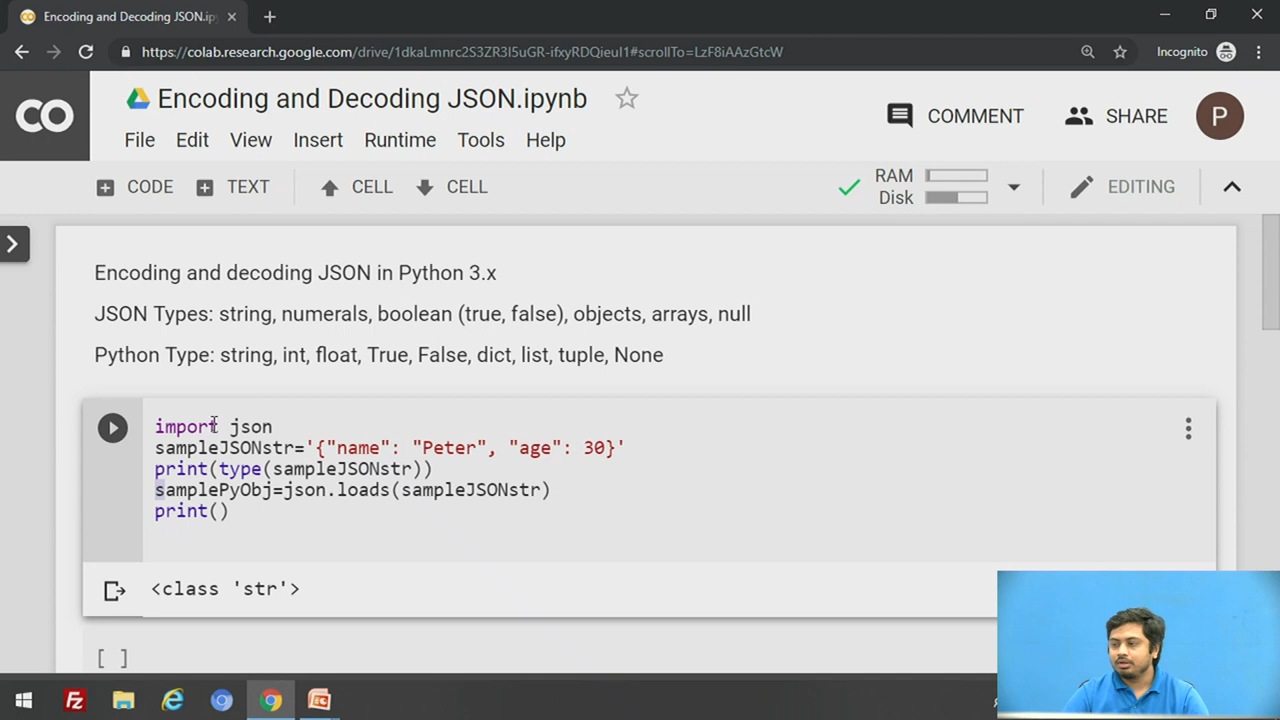 Encoding and Decoding JSON.ipy
https://colab.research.google.com/drive/1dkaLmnrc2S3ZR3I5uGR-ifxyRDQieuI1#scrollTo=LzF8iAAzGtcW
Incognito
CO
Encoding and Decoding JSON.ipynb
COMMENT
SHARE
P
File Edit View Insert Runtime Tools Help
CODE TEXT CELL CELL
RAM
Disk
EDITING
Encoding and decoding JSON in Python 3.x
JSON Types: string, numerals, boolean (true, false), objects, arrays, null
Python Type: string, int, float, True, False, dict, list, tuple, None
import json
sampleJSONstr='{"name": "Peter", "age": 30}'
print(type(sampleJSONstr))
samplePyObj=json.loads(sampleJSONstr)
print()
<class 'str'>
[ ]